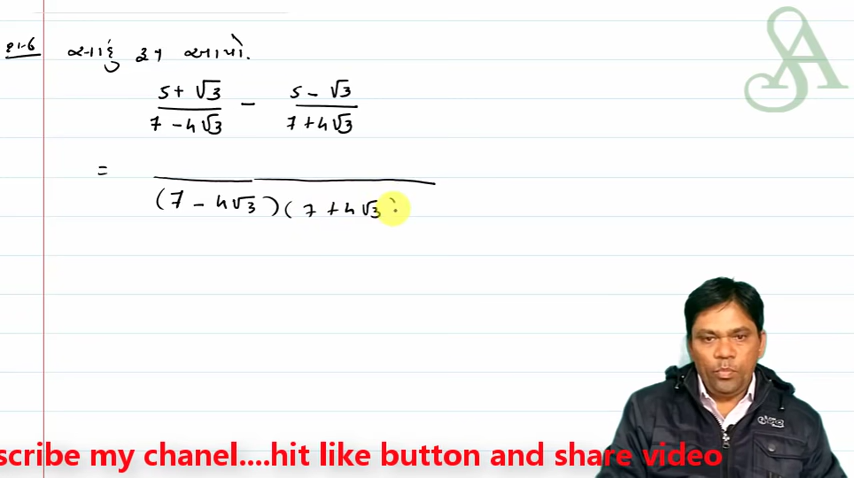 દા-6 સાદું રૂપ આપો.
5 + √3 / 7 - 4√3 - 5 - √3 / 7 + 4√3
=
(7 - 4√3)(7 + 4√3)
scribe my chanel....hit like button and share video